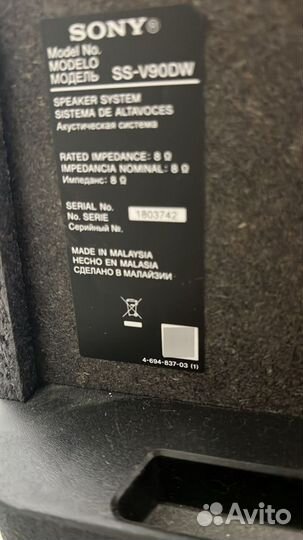 SONY®
Model No.
MODELO
МОДЕЛЬ SS-V90DW
SPEAKER SYSTEM
SISTEMA DE ALTAVOCES
Акустическая система
RATED IMPEDANCE: 8 Ω
IMPEDANCIA NOMINAL: 8 Ω
Импеданс: 8 Ω
SERIAL No.
No. SERIE 1803742
Серийный №.
MADE IN MALAYSIA
HECHO EN MALASIA
СДЕЛАНО В МАЛАЙЗИИ
4-694-837-03 (1)
Avito